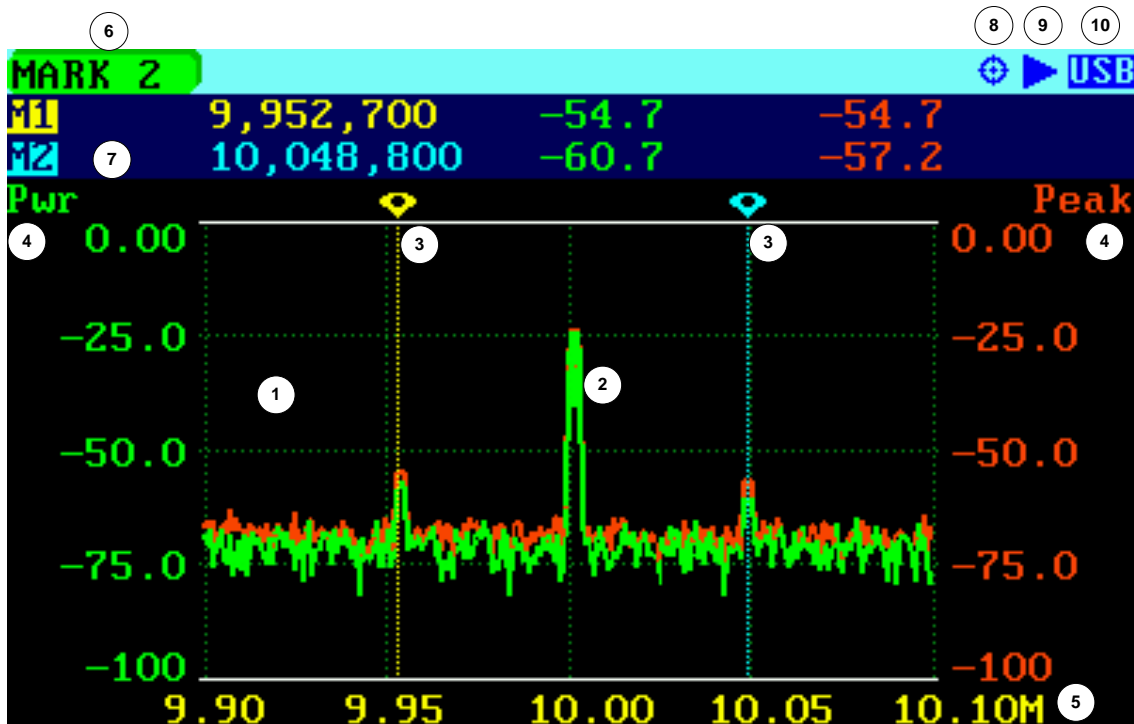 6 8 9 10
MARK 2 USB
M1 9,952,700 -54.7 -54.7
M2 7 10,048,800 -60.7 -57.2
Pwr Peak
4 0.00 3 3 0.00 4
-25.0 -25.0
1 2
-50.0 -50.0
-75.0 -75.0
-100 -100
9.90 9.95 10.00 10.05 10.10M 5